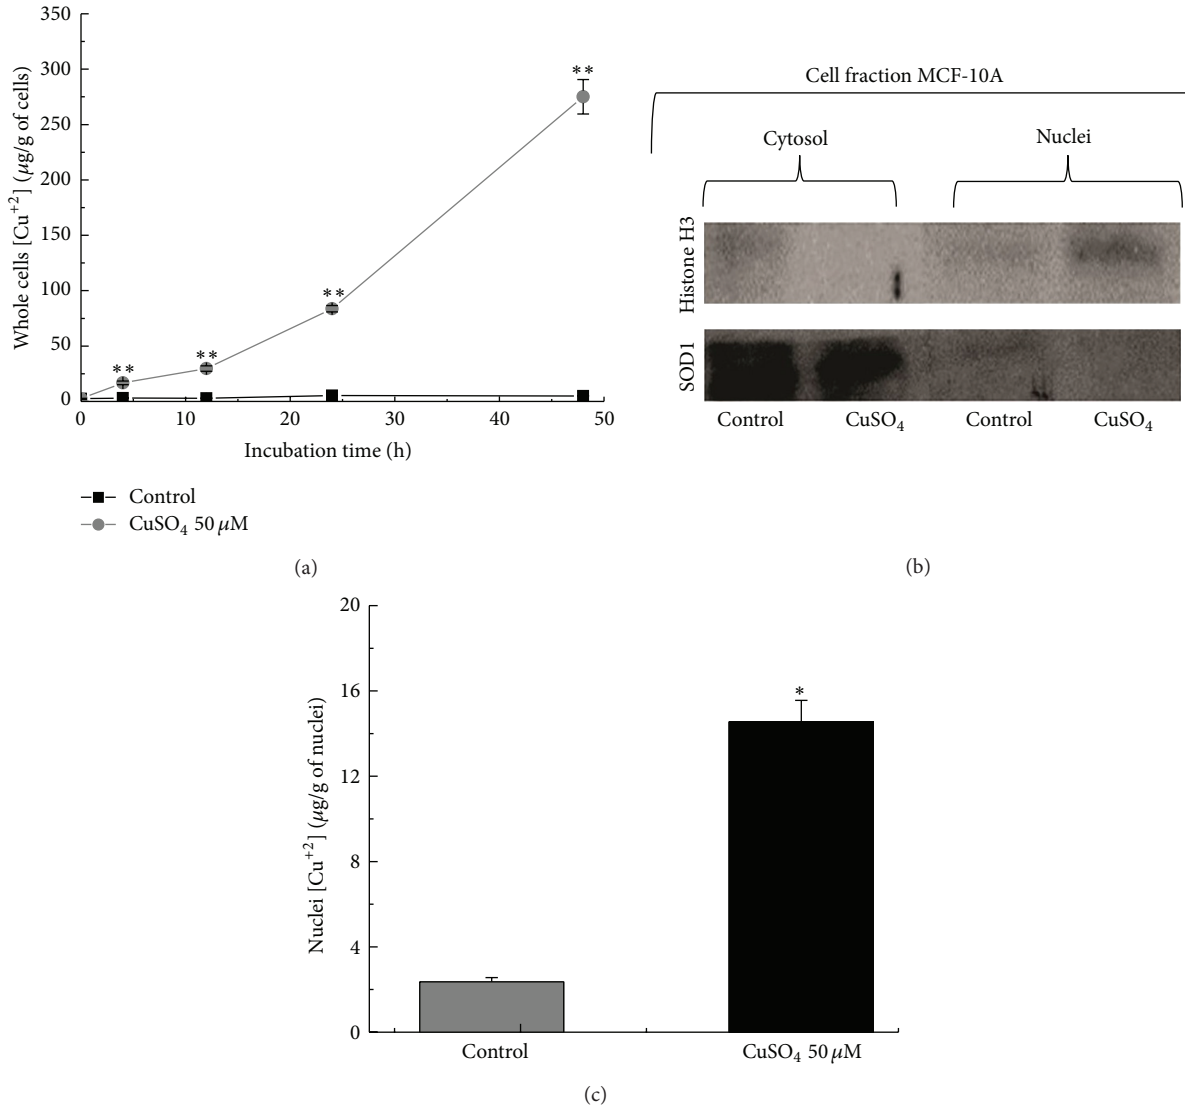 350
300
250
200
150
100
50
0
Whole cells [Cu⁺²] (μg/g of cells)
**
**
**
**
0 10 20 30 40 50
Incubation time (h)
Control
CuSO₄ 50 μM
(a)
Cell fraction MCF-10A
Cytosol Nuclei
Histone H3
SOD1
Control CuSO₄ Control CuSO₄
(b)
20
16
12
8
4
0
Nuclei [Cu⁺²] (μg/g of nuclei)
*
Control CuSO₄ 50 μM
(c)